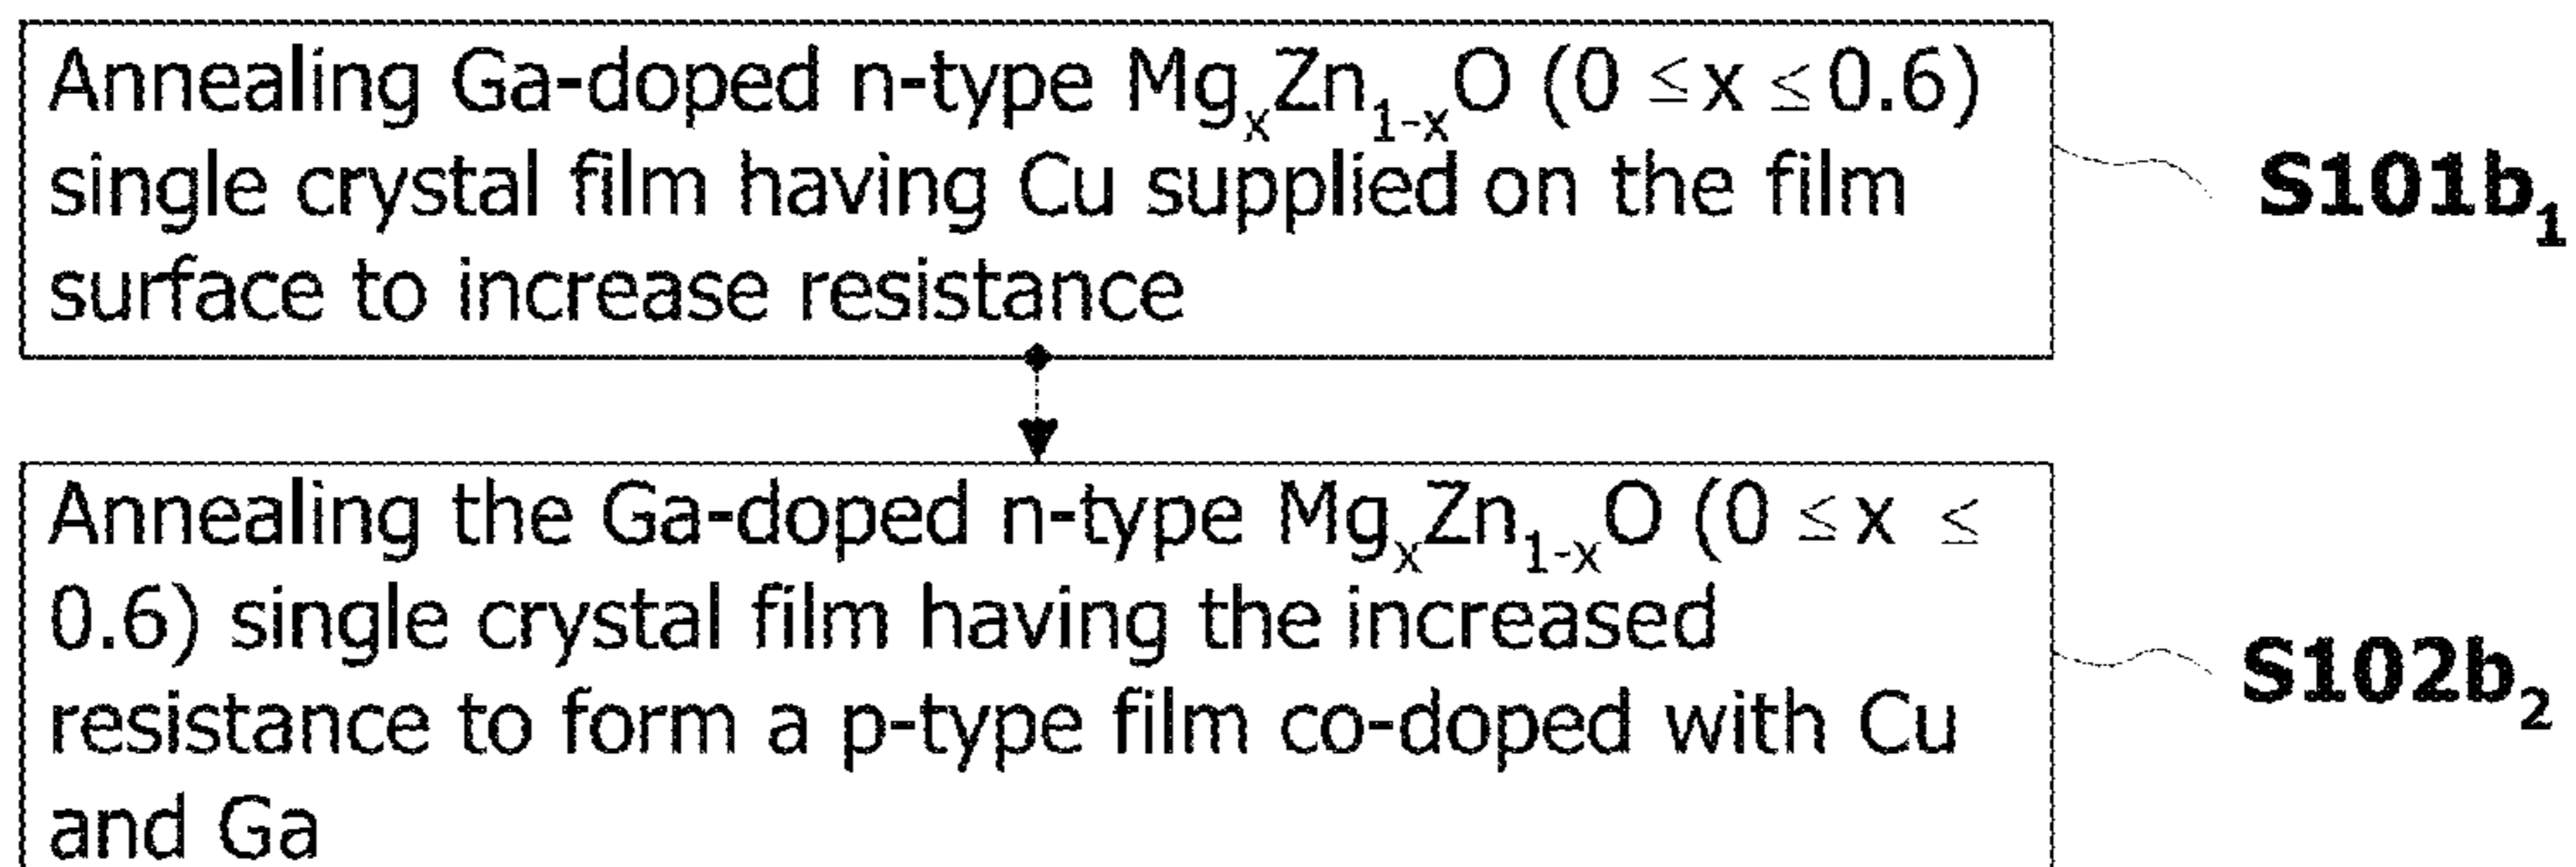 Annealing Ga-doped n-type MgₓZn₁₋ₓO (0 ≤ x ≤ 0.6)
single crystal film having Cu supplied on the film
surface to increase resistance
S101b₁
Annealing the Ga-doped n-type MgₓZn₁₋ₓO (0 ≤ x ≤
0.6) single crystal film having the increased
resistance to form a p-type film co-doped with Cu
and Ga
S102b₂